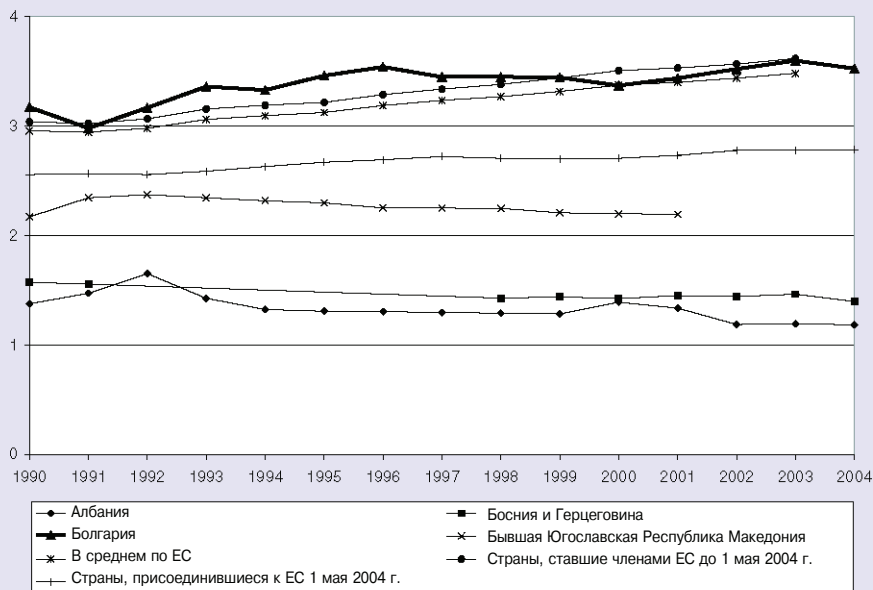 4
3
2
1
0
1990 1991 1992 1993 1994 1995 1996 1997 1998 1999 2000 2001 2002 2003 2004
Албания
Босния и Герцеговина
Болгария
Бывшая Югославская Республика Македония
В среднем по ЕС
Страны, ставшие членами ЕС до 1 мая 2004 г.
Страны, присоединившиеся к ЕС 1 мая 2004 г.